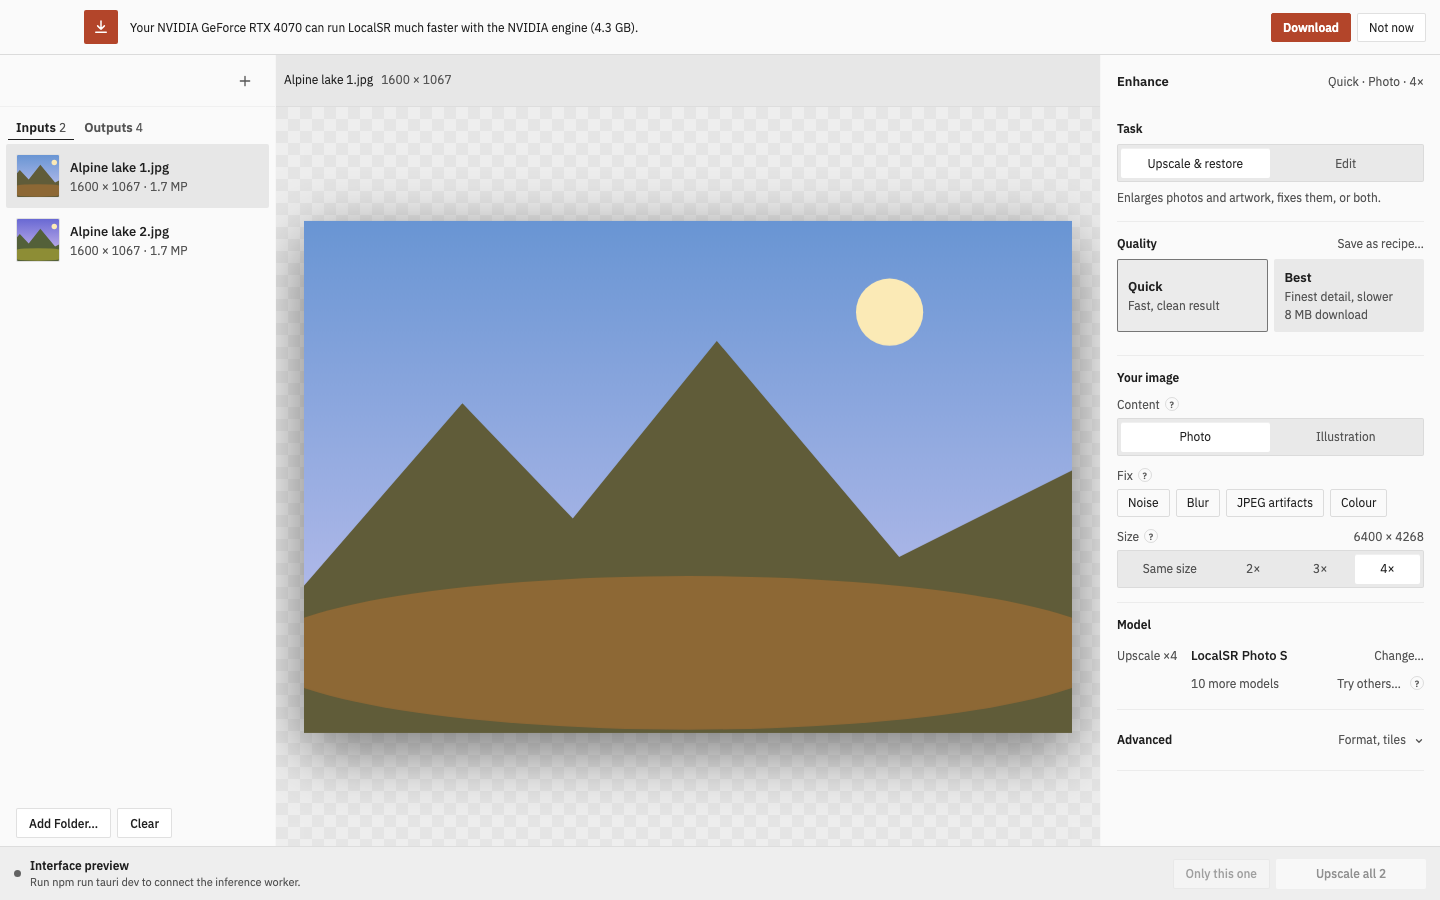 Your NVIDIA GeForce RTX 4070 can run LocalSR much faster with the NVIDIA engine (4.3 GB).
Download
Not now
Inputs 2
Outputs 4
Alpine lake 1.jpg
1600 × 1067 · 1.7 MP
Alpine lake 2.jpg
1600 × 1067 · 1.7 MP
Add Folder...
Clear
Alpine lake 1.jpg 1600 × 1067
Enhance
Quick · Photo · 4×
Task
Upscale & restore
Edit
Enlarges photos and artwork, fixes them, or both.
Quality
Save as recipe...
Quick
Fast, clean result
Best
Finest detail, slower
8 MB download
Your image
Content ?
Photo
Illustration
Fix ?
Noise
Blur
JPEG artifacts
Colour
Size ?
6400 × 4268
Same size
2×
3×
4×
Model
Upscale ×4 LocalSR Photo S
Change...
10 more models
Try others... ?
Advanced
Format, tiles
Interface preview
Run npm run tauri dev to connect the inference worker.
Only this one
Upscale all 2